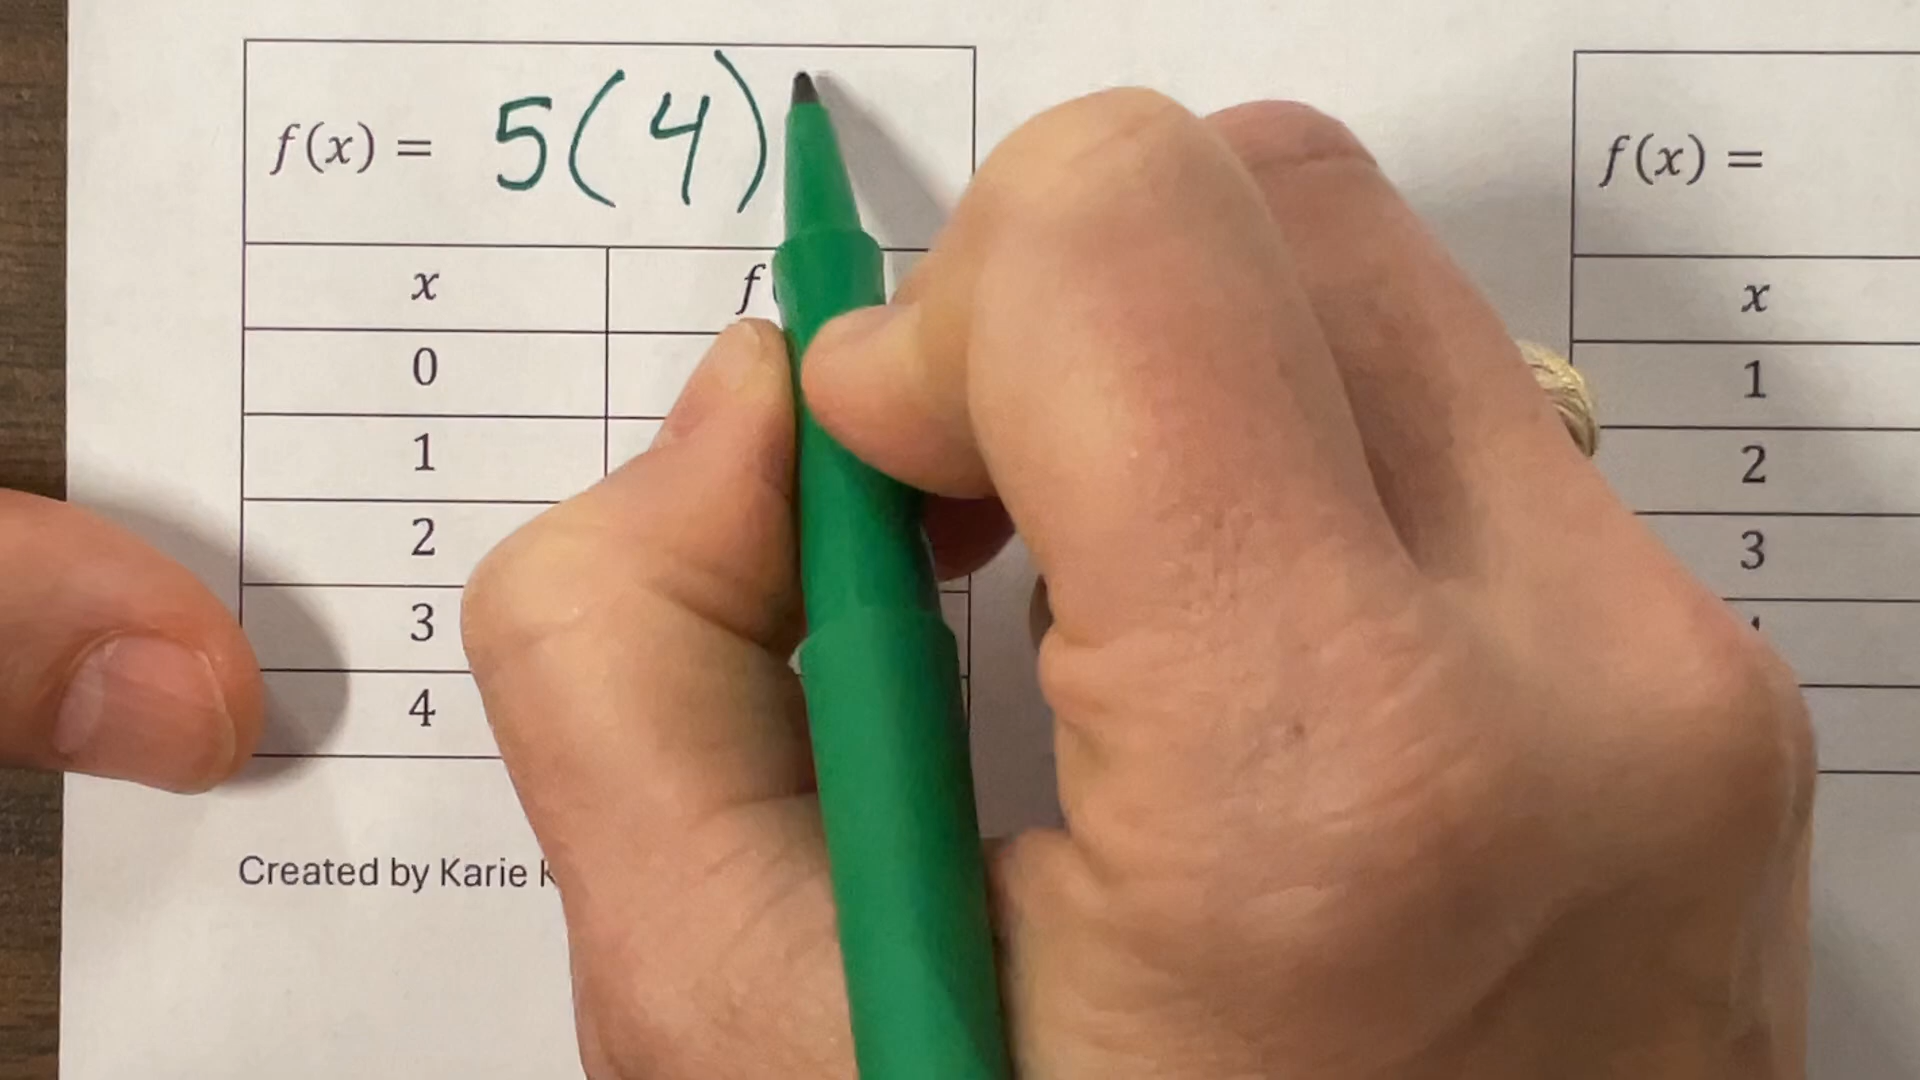 f(x) = 5(4)
x f
0
1
2
3
4
Created by Karie
f(x) =
x
1
2
3